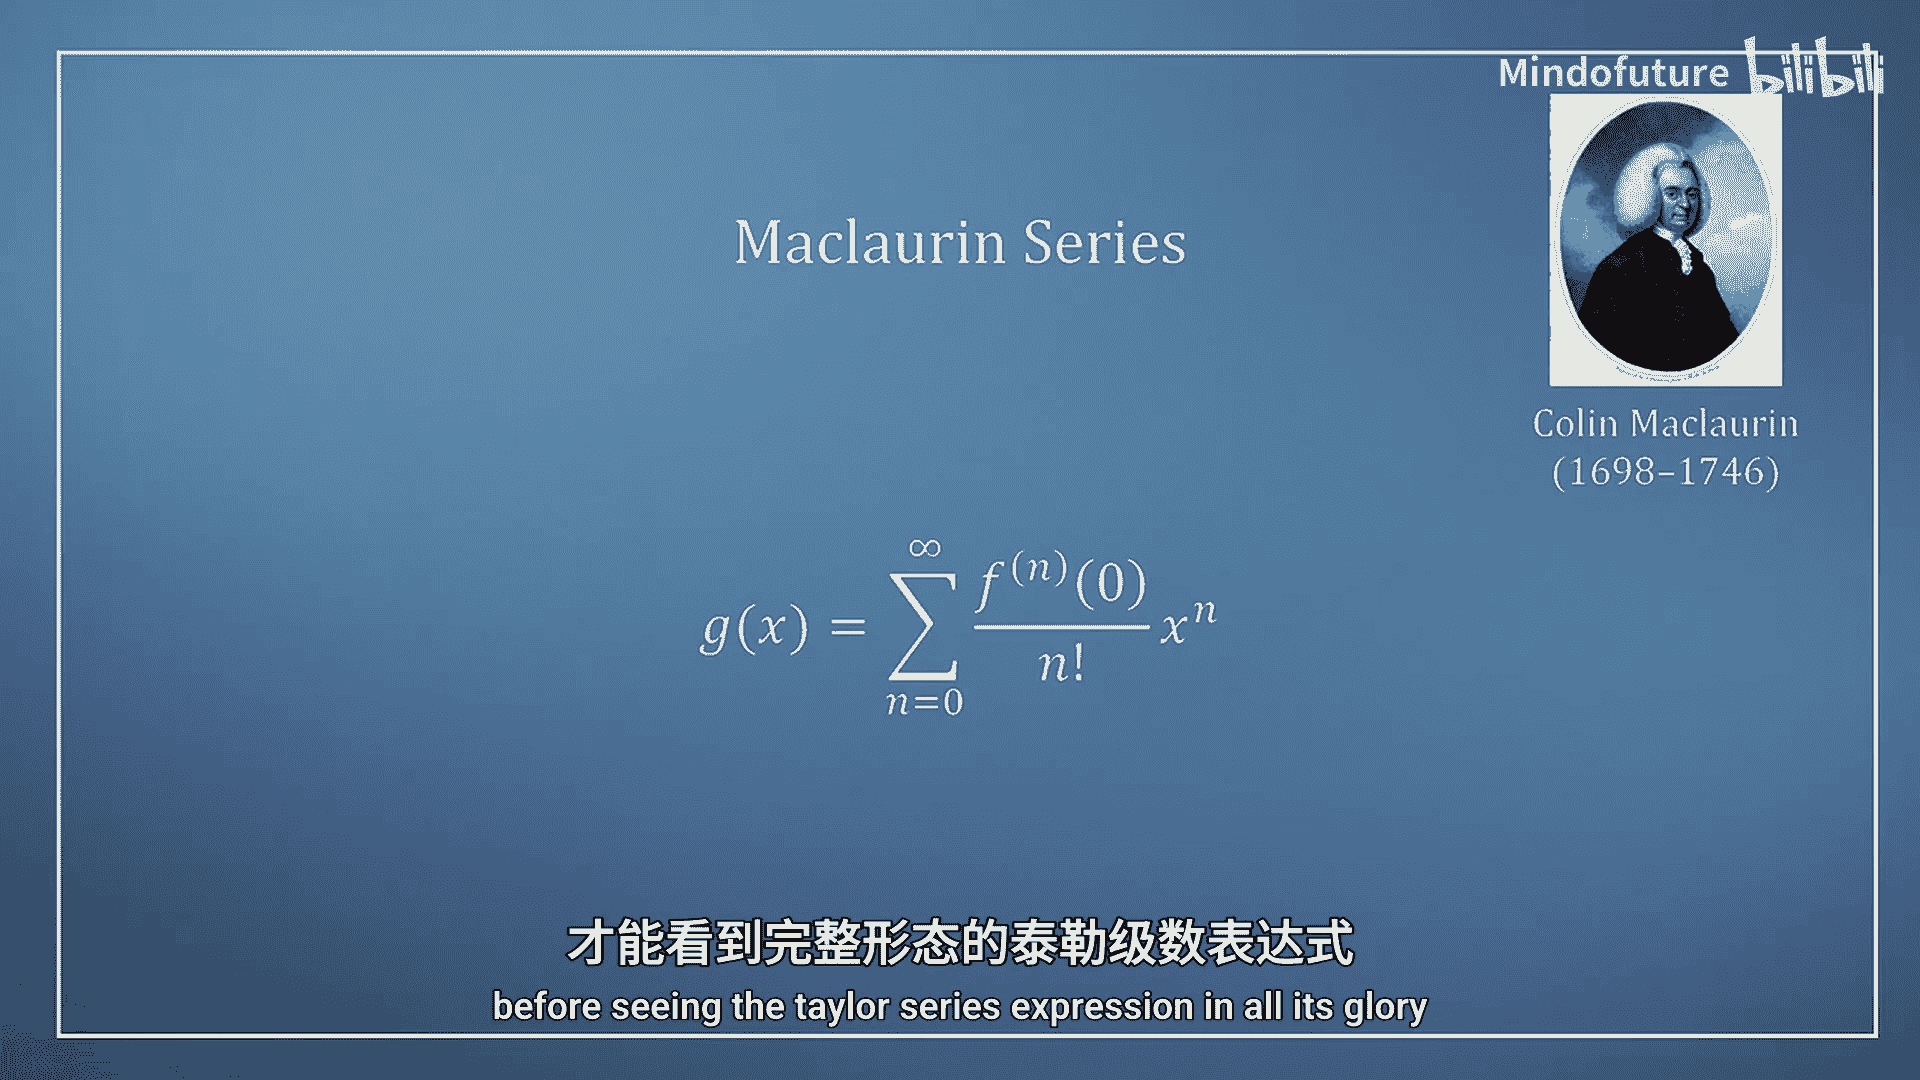 Mindofuture bilibili
Maclaurin Series
Colin Maclaurin
(1698–1746)
g(x) = ∑_{n=0}^{∞} \frac{f^{(n)}(0)}{n!} x^n
才能看到完整形态的泰勒级数表达式
before seeing the taylor series expression in all its glory